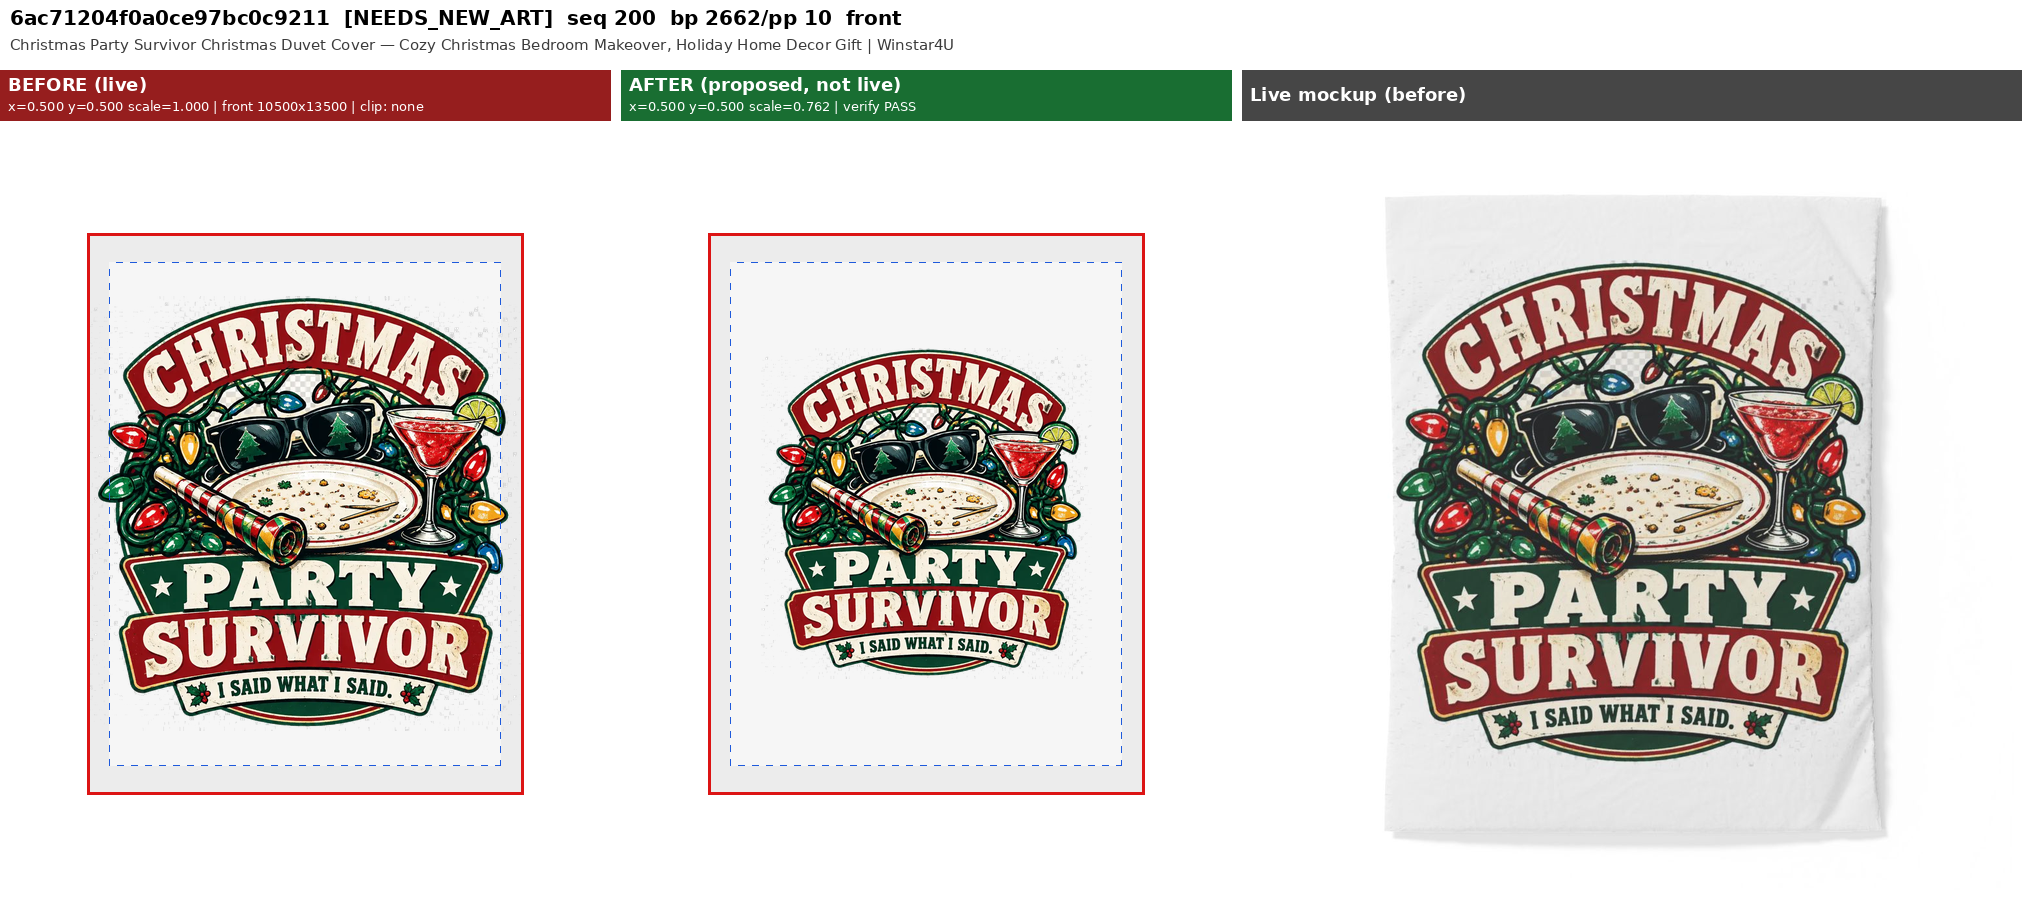 6ac71204f0a0ce97bc0c9211 [NEEDS_NEW_ART] seq 200 bp 2662/pp 10 front
Christmas Party Survivor Christmas Duvet Cover — Cozy Christmas Bedroom Makeover, Holiday Home Decor Gift | Winstar4U
BEFORE (live)
x=0.500 y=0.500 scale=1.000 | front 10500x13500 | clip: none
AFTER (proposed, not live)
x=0.500 y=0.500 scale=0.762 | verify PASS
Live mockup (before)
CHRISTMAS
PARTY
SURVIVOR
I SAID WHAT I SAID.
CHRISTMAS
PARTY
SURVIVOR
I SAID WHAT I SAID.
CHRISTMAS
PARTY
SURVIVOR
I SAID WHAT I SAID.